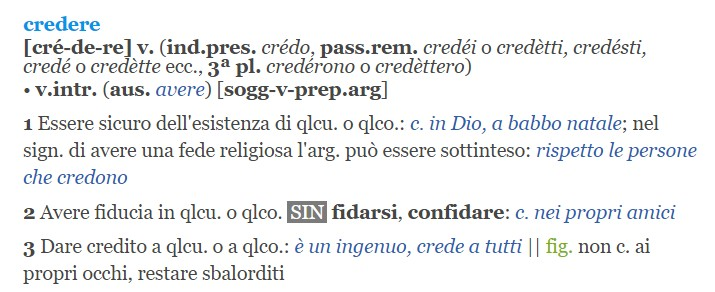 credere
[cré-de-re] v. (ind.pres. crédo, pass.rem. credéi o credètti, credésti,
credé o credètte ecc., 3ª pl. credérono o credèttero)
• v.intr. (aus. avere) [sogg-v-prep.arg]
1 Essere sicuro dell'esistenza di qlcu. o qlco.: c. in Dio, a babbo natale; nel
sign. di avere una fede religiosa l'arg. può essere sottinteso: rispetto le persone
che credono
2 Avere fiducia in qlcu. o qlco. SIN fidarsi, confidare: c. nei propri amici
3 Dare credito a qlcu. o a qlco.: è un ingenuo, crede a tutti || fig. non c. ai
propri occhi, restare sbalorditi